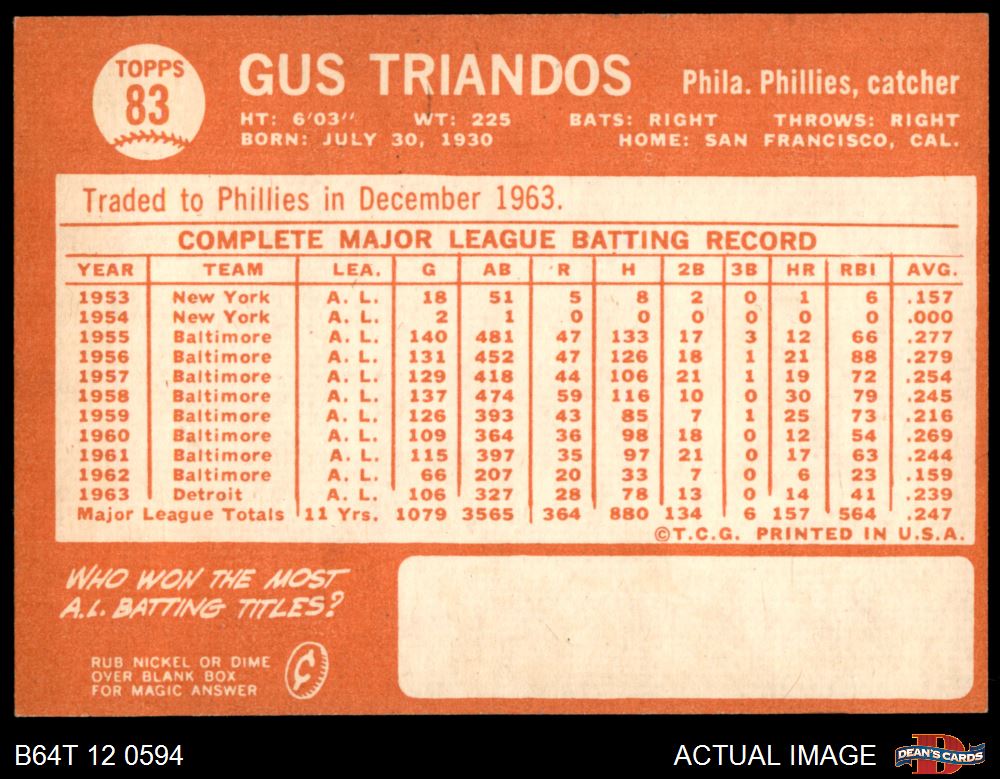 TOPPS
83
GUS TRIANDOS Phila. Phillies, catcher
HT: 6'03" WT: 225 BATS: RIGHT THROWS: RIGHT
BORN: JULY 30, 1930 HOME: SAN FRANCISCO, CAL.
Traded to Phillies in December 1963.
COMPLETE MAJOR LEAGUE BATTING RECORD
YEAR TEAM LEA. G AB R H 2B 3B HR RBI AVG.
1953 New York A. L. 18 51 5 8 2 0 1 6 .157
1954 New York A. L. 2 1 0 0 0 0 0 0 .000
1955 Baltimore A. L. 140 481 47 133 17 3 12 66 .277
1956 Baltimore A. L. 131 452 47 126 18 1 21 88 .279
1957 Baltimore A. L. 129 418 44 106 21 1 19 72 .254
1958 Baltimore A. L. 137 474 59 116 10 0 30 79 .245
1959 Baltimore A. L. 126 393 43 85 7 1 25 73 .216
1960 Baltimore A. L. 109 364 36 98 18 0 12 54 .269
1961 Baltimore A. L. 115 397 35 97 21 0 17 63 .244
1962 Baltimore A. L. 66 207 20 33 7 0 6 23 .159
1963 Detroit A. L. 106 327 28 78 13 0 14 41 .239
Major League Totals 11 Yrs. 1079 3565 364 880 134 6 157 564 .247
©T.C.G. PRINTED IN U.S.A.
WHO WON THE MOST
A.L. BATTING TITLES?
RUB NICKEL OR DIME
OVER BLANK BOX
FOR MAGIC ANSWER
¢
B64T 12 0594 ACTUAL IMAGE DEAN'S CARDS